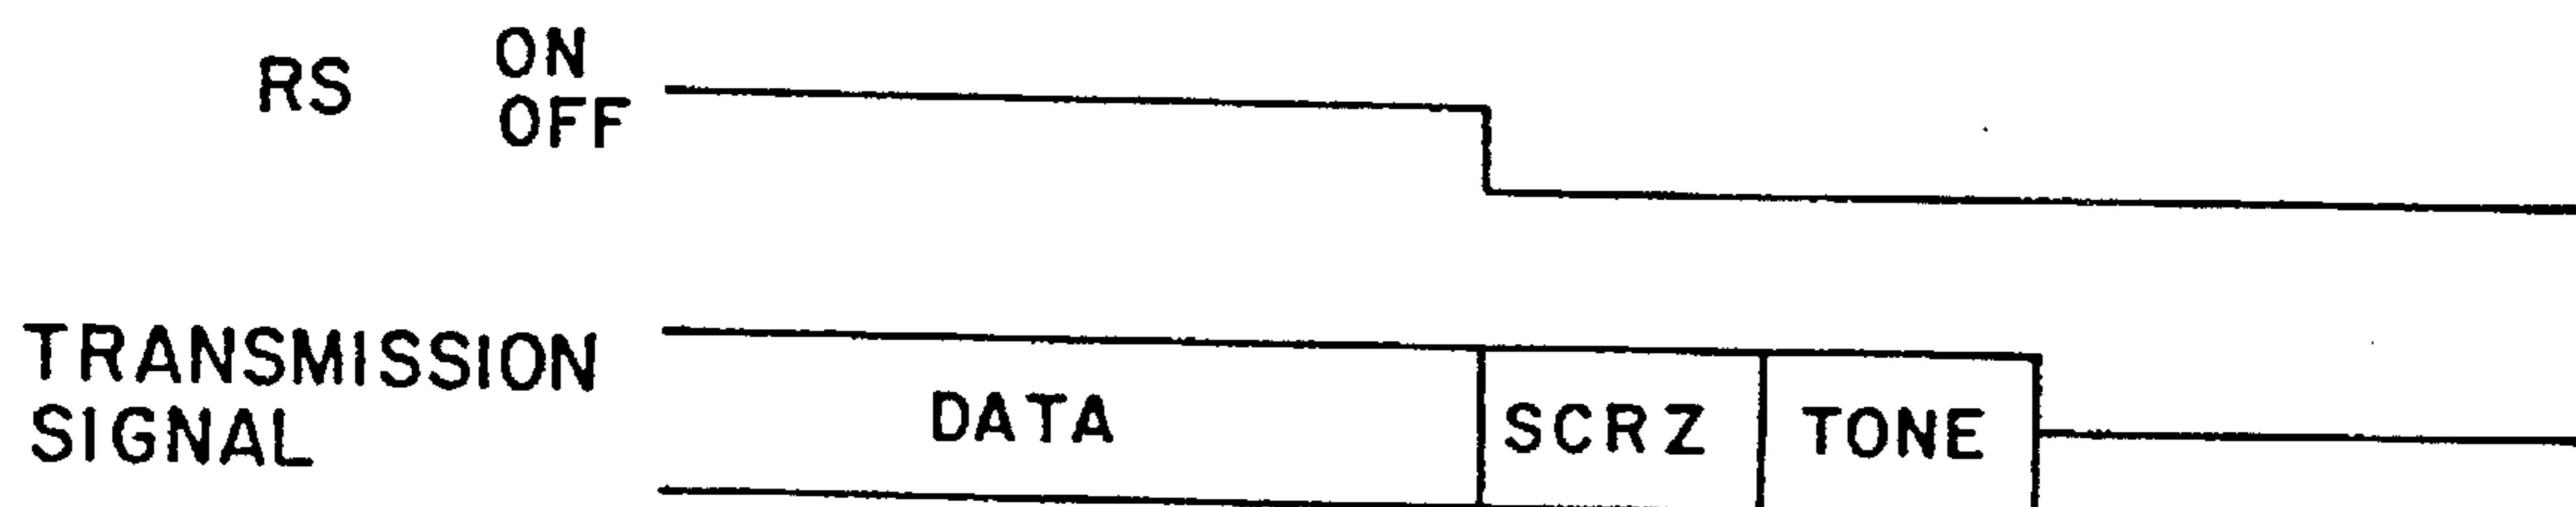 RS
ON
OFF
TRANSMISSION
SIGNAL
DATA
SCRZ
TONE